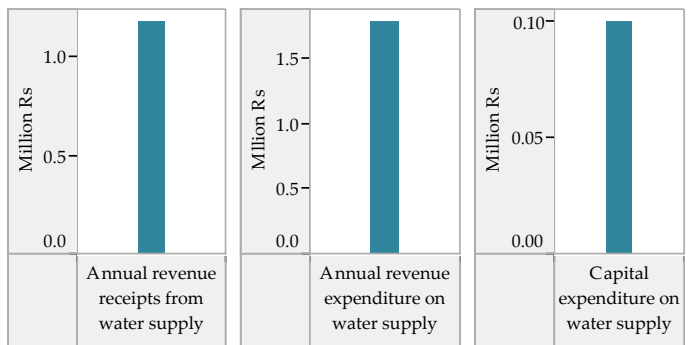 Million Rs
1.0
0.5
0.0
Annual revenue
receipts from
water supply
Mllion Rs
1.5
1.0
0.5
0.0
Annual revenue
expenditure on
water supply
Million Rs
0.10
0.05
0.00
Capital
expenditure on
water supply